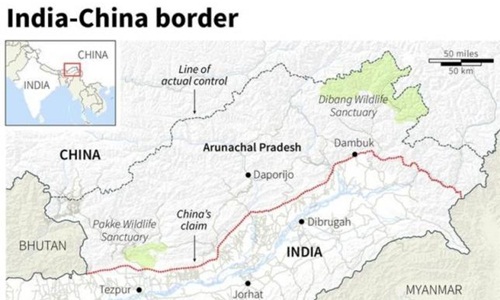 India-China border
CHINA
INDIA
Line of
actual control
50 miles
50 km
Dibang Wildlife
Sanctuary
Dambuk
CHINA
Arunachal Pradesh
Daporijo
Pakke Wildlife
Sanctuary
China's
claim
Dibrugah
BHUTAN
INDIA
Tezpur
Jorhat
MYANMAR